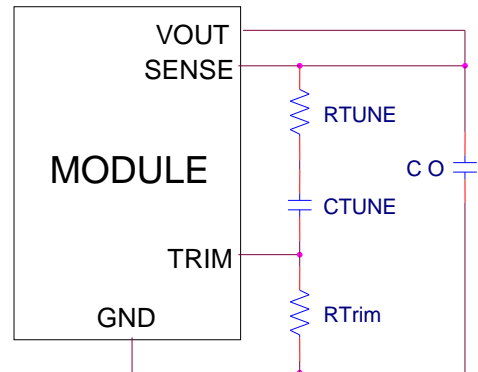 VOUT
SENSE
RTUNE
MODULE
C O
CTUNE
TRIM
GND
RTrim